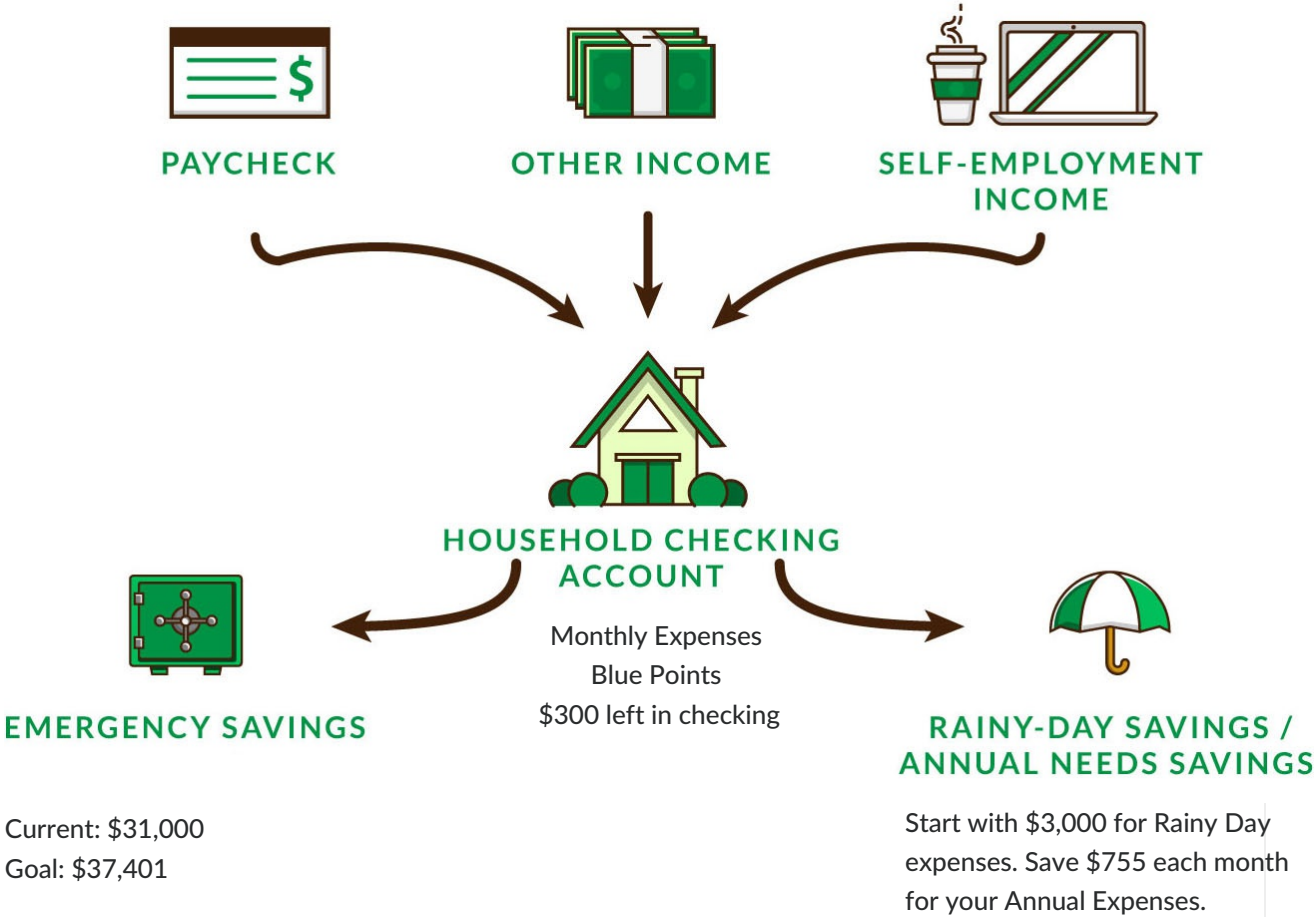 $
PAYCHECK
OTHER INCOME
SELF-EMPLOYMENT
INCOME
HOUSEHOLD CHECKING
ACCOUNT
Monthly Expenses
Blue Points
$300 left in checking
EMERGENCY SAVINGS
Current: $31,000
Goal: $37,401
RAINY-DAY SAVINGS /
ANNUAL NEEDS SAVINGS
Start with $3,000 for Rainy Day
expenses. Save $755 each month
for your Annual Expenses.